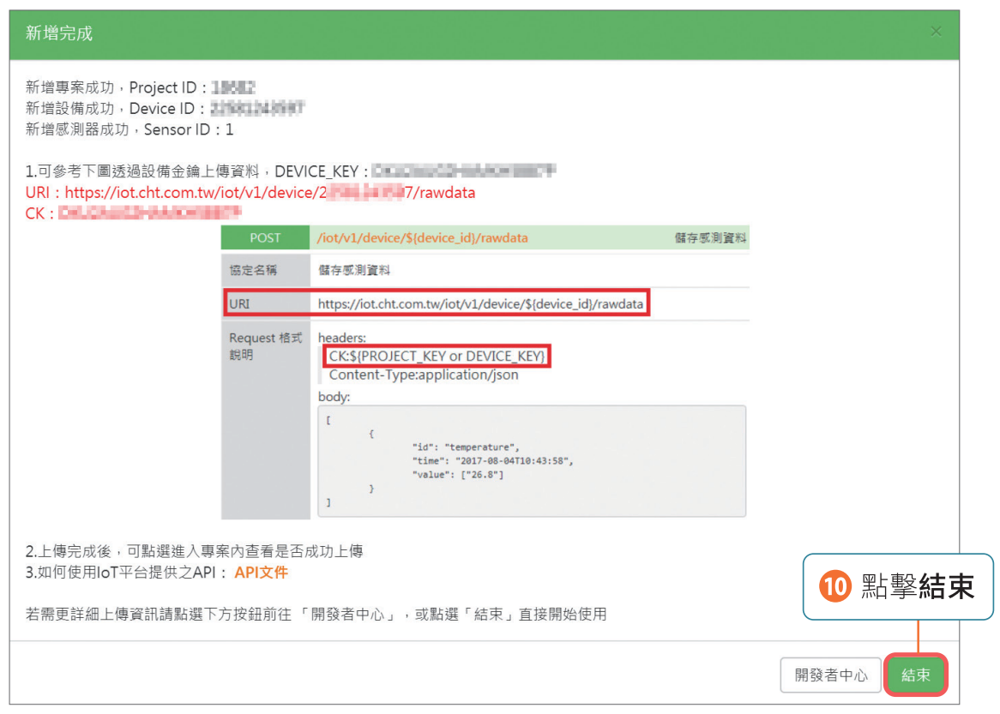 新增完成
×
新增專案成功，Project ID：
新增設備成功，Device ID：
新增感測器成功，Sensor ID：1
1.可參考下圖透過設備金鑰上傳資料，DEVICE_KEY：
URI：https://iot.cht.com.tw/iot/v1/device/2 7/rawdata
CK：
POST /iot/v1/device/${device_id}/rawdata 儲存感測資料
協定名稱 儲存感測資料
URI https://iot.cht.com.tw/iot/v1/device/${device_id}/rawdata
Request 格式 headers:
說明 CK:${PROJECT_KEY or DEVICE_KEY}
Content-Type:application/json
body:
[
{
"id": "temperature",
"time": "2017-08-04T10:43:58",
"value": ["26.8"]
}
]
2.上傳完成後，可點選進入專案內查看是否成功上傳
3.如何使用IoT平台提供之API： API文件
若需更詳細上傳資訊請點選下方按鈕前往「開發者中心」，或點選「結束」直接開始使用
10 點擊結束
開發者中心 結束